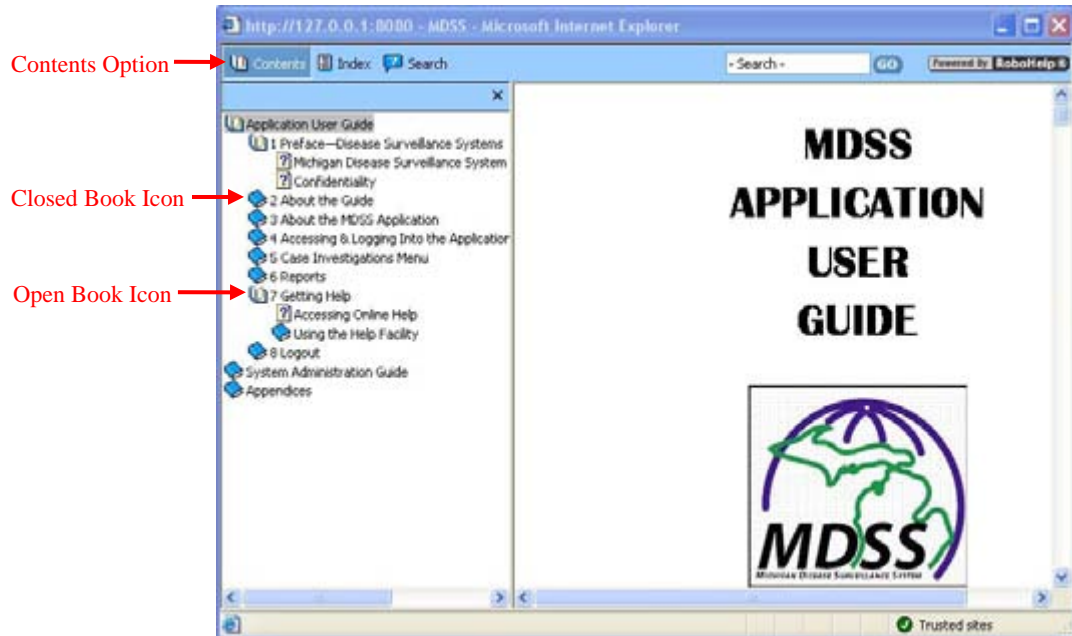 http://127.0.0.1:8080 - MDSS - Microsoft Internet Explorer
Contents Option
Contents Index Search
- Search -
GO
Powered By RoboHelp
Application User Guide
1 Preface—Disease Surveillance Systems
Michigan Disease Surveillance System
Confidentiality
Closed Book Icon
2 About the Guide
3 About the MDSS Application
4 Accessing & Logging Into the Application
5 Case Investigations Menu
6 Reports
Open Book Icon
7 Getting Help
Accessing Online Help
Using the Help Facility
8 Logout
System Administration Guide
Appendices
MDSS
APPLICATION
USER
GUIDE
MDSS
MICHIGAN DISEASE SURVEILLANCE SYSTEM
Trusted sites